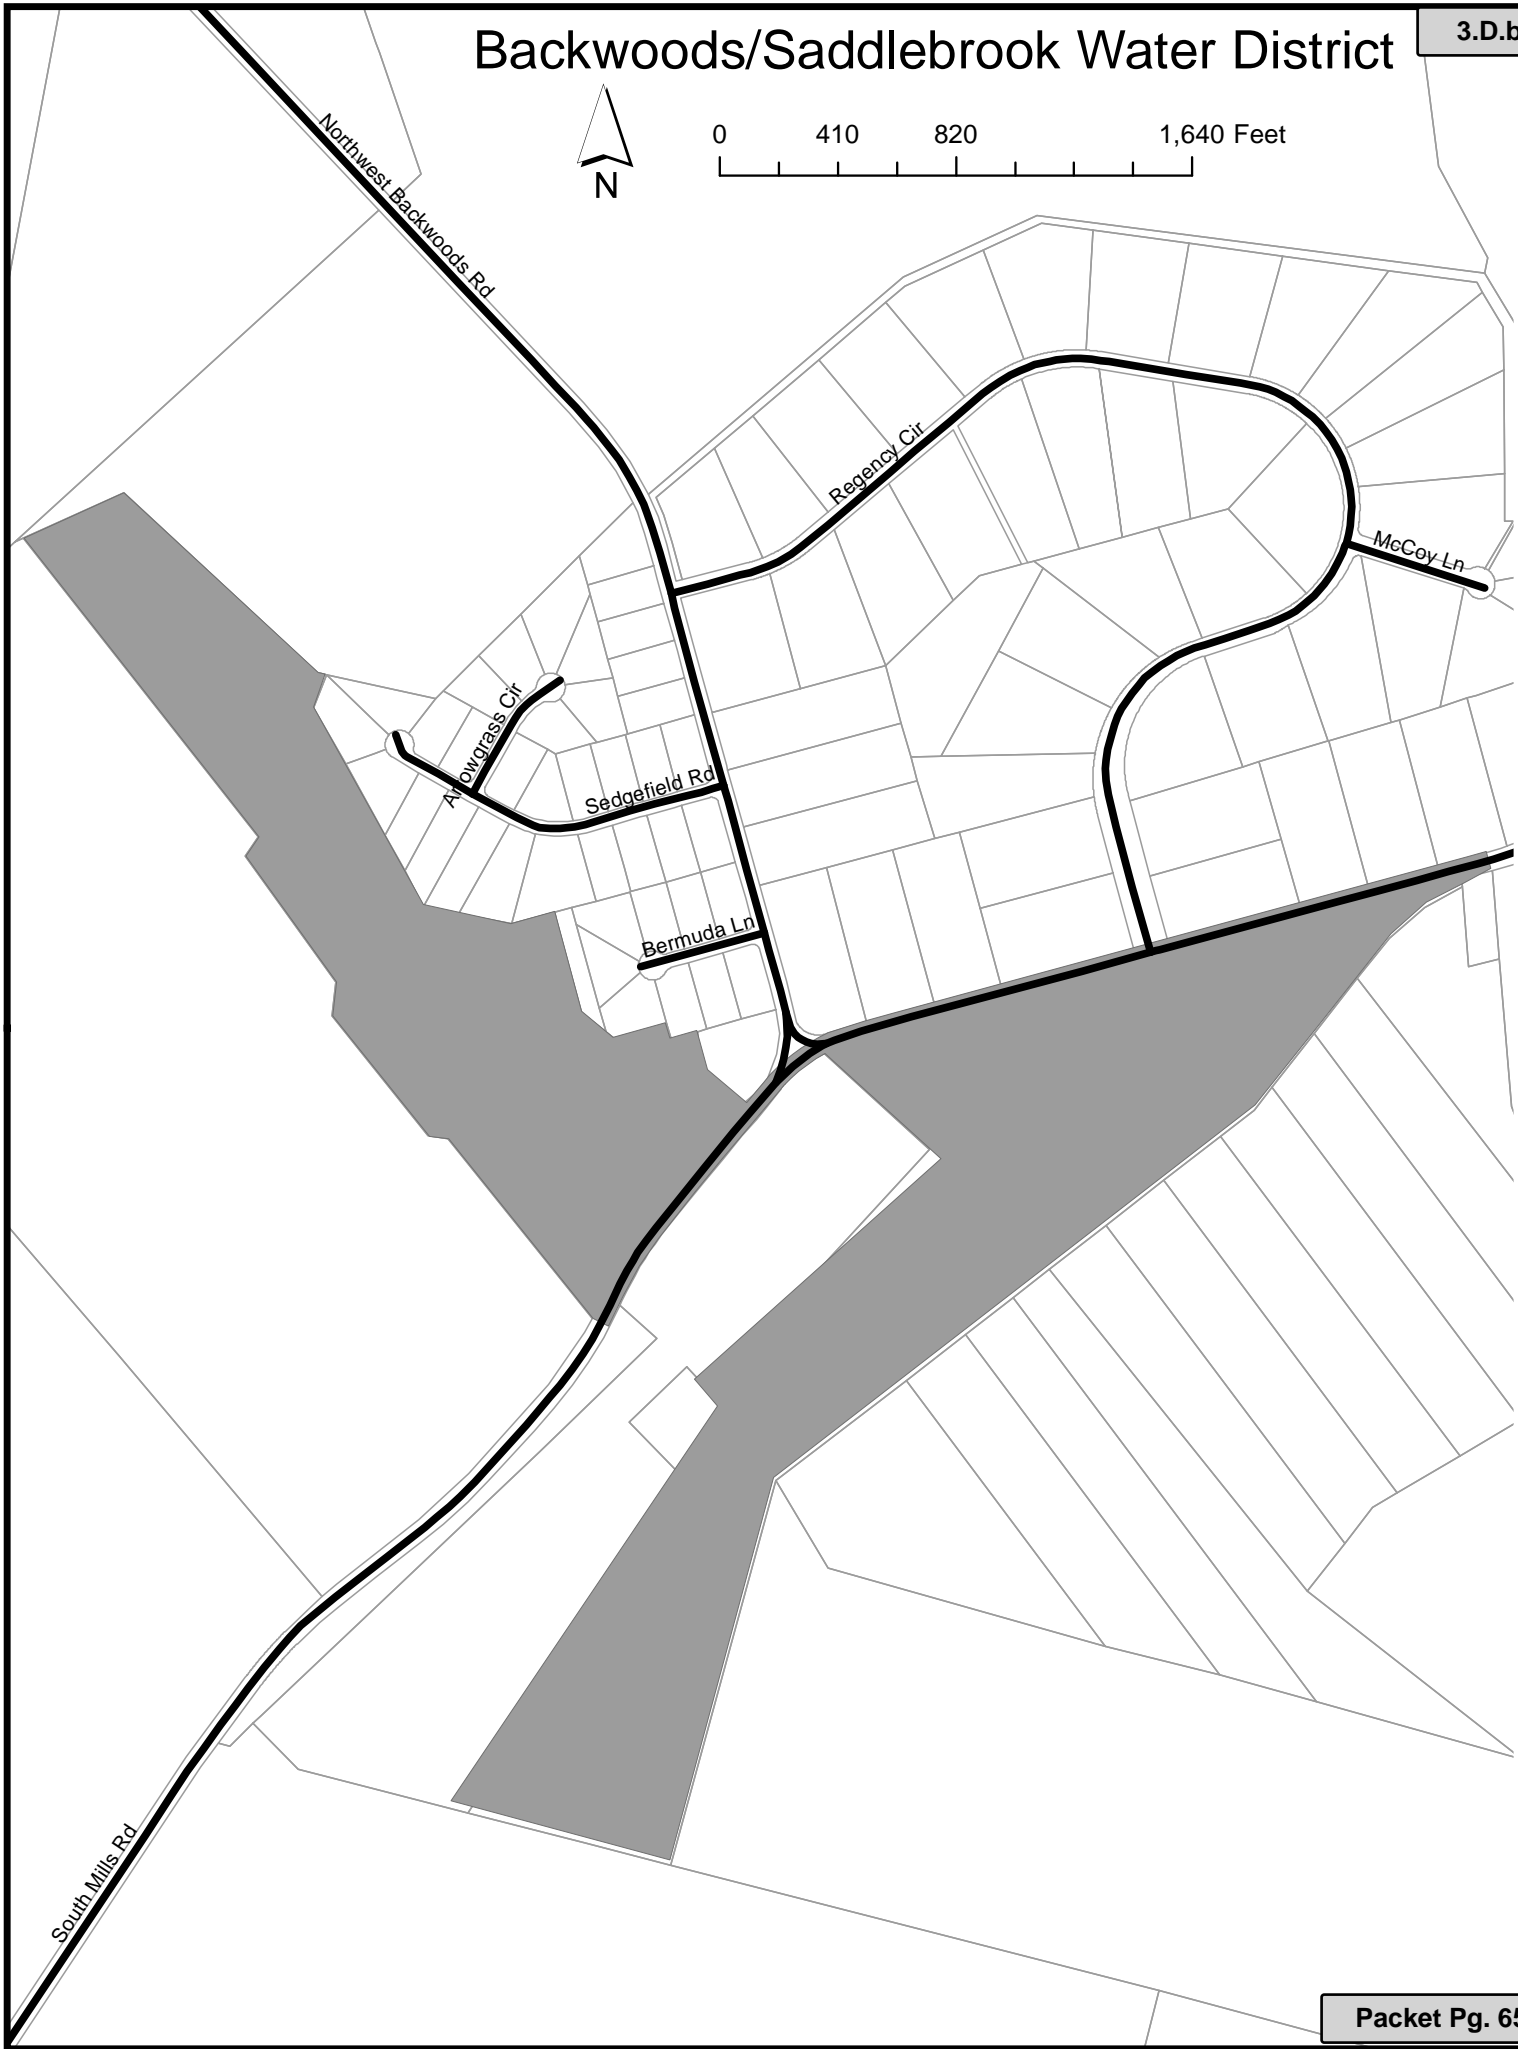 Backwoods/Saddlebrook Water District
3.D.b
0 410 820 1,640 Feet
N
Northwest Backwoods Rd
Regency Cir
McCoy Ln
Arrowgrass Cir
Sedgefield Rd
Bermuda Ln
South Mills Rd
Packet Pg. 65